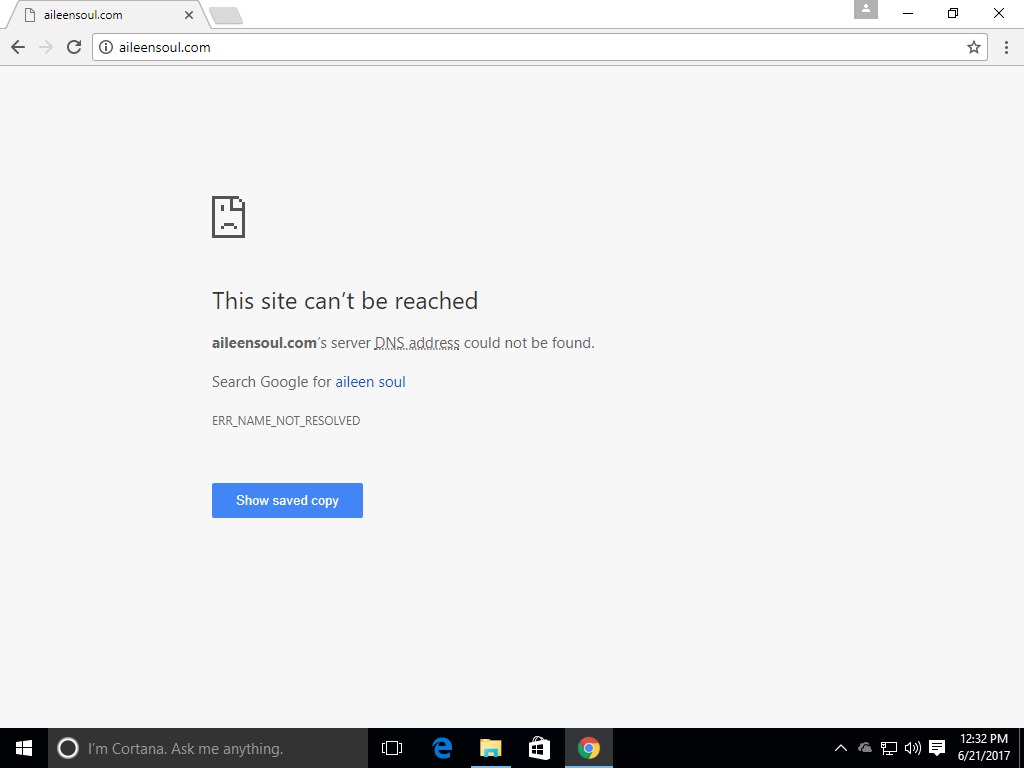 aileensoul.com
aileensoul.com
This site can’t be reached
aileensoul.com’s server DNS address could not be found.
Search Google for aileen soul
ERR_NAME_NOT_RESOLVED
Show saved copy
I’m Cortana. Ask me anything.
12:32 PM
6/21/2017